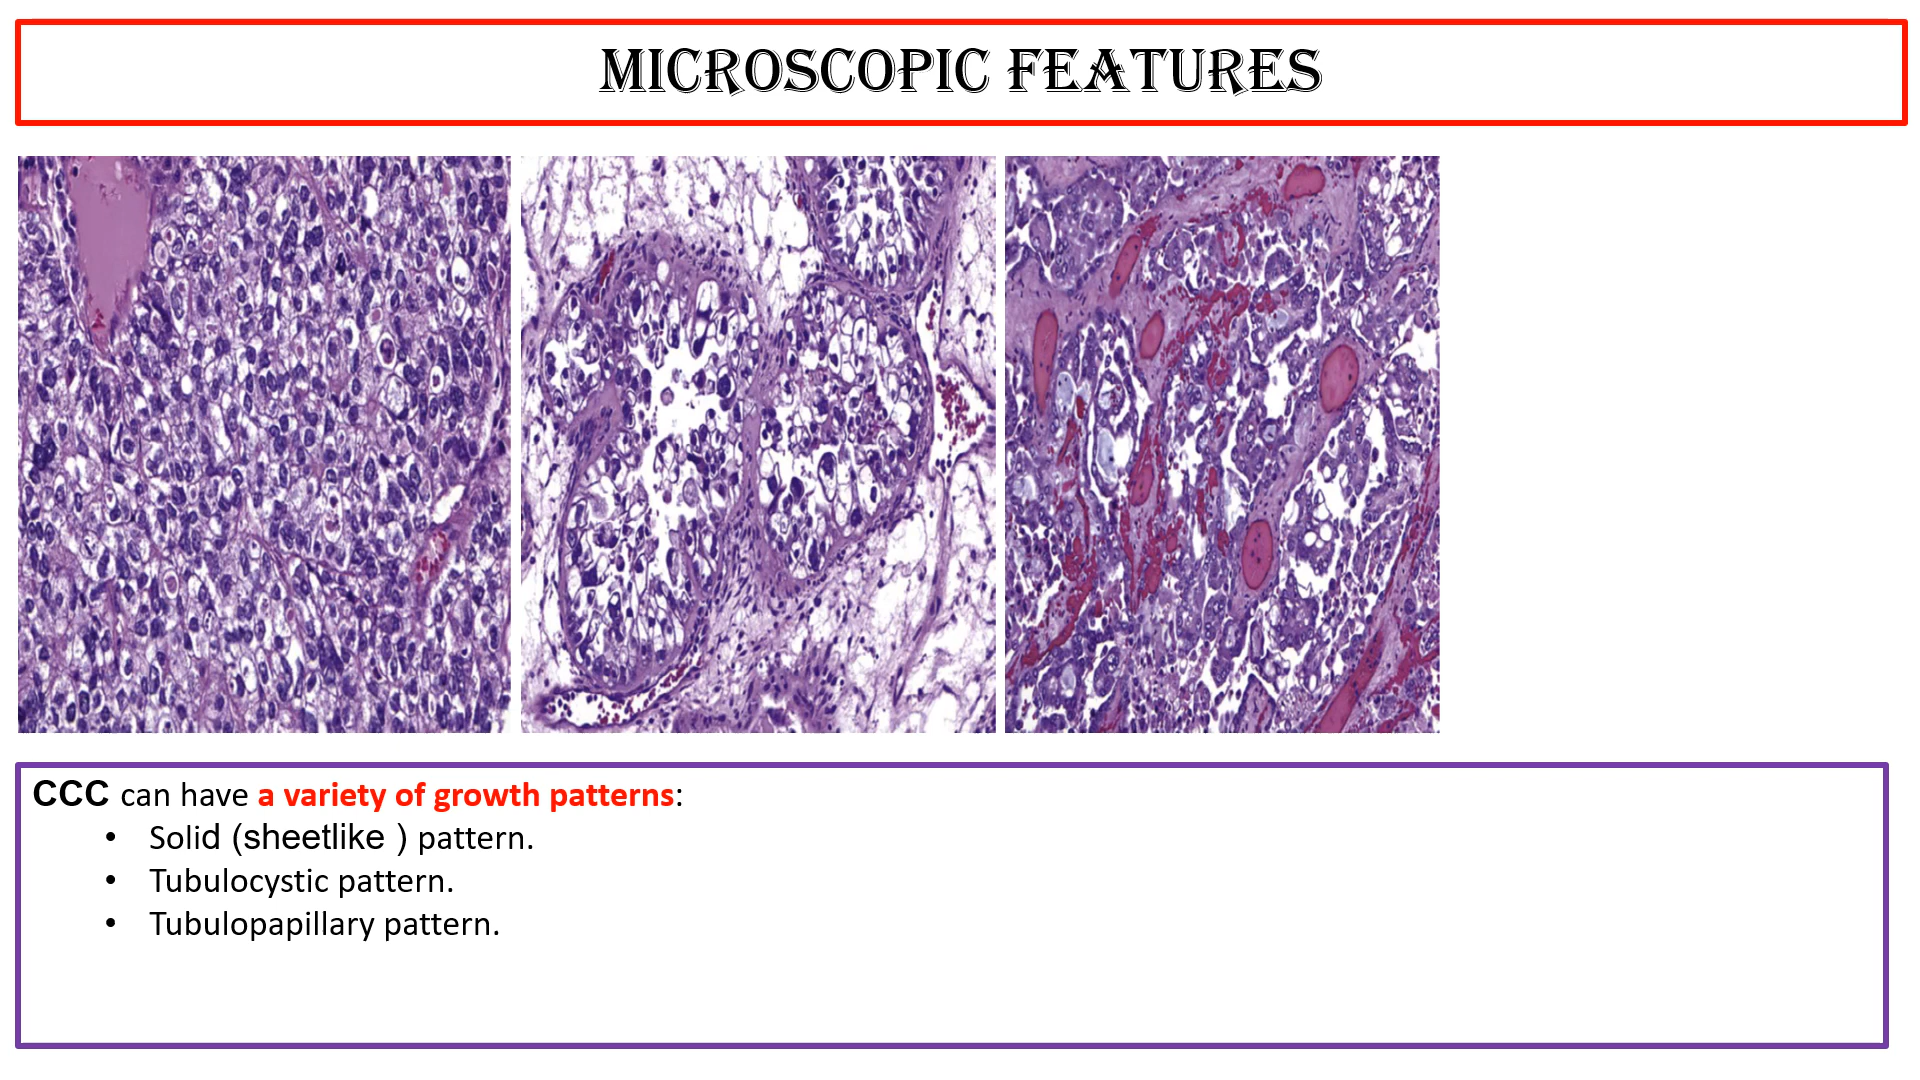 MICROSCOPIC FEATURES
CCC can have a variety of growth patterns:
• Solid (sheetlike ) pattern.
• Tubulocystic pattern.
• Tubulopapillary pattern.